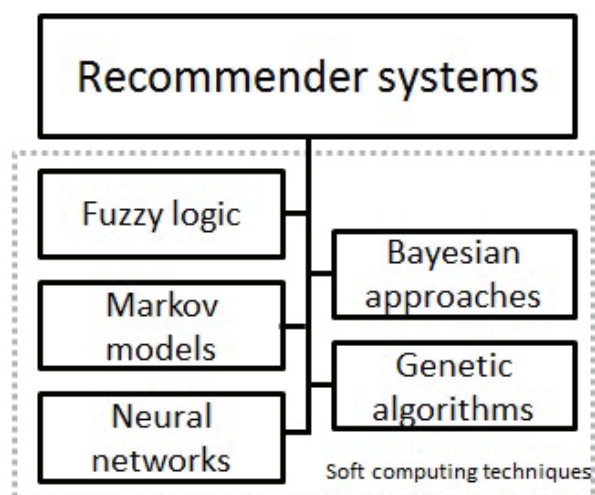 Recommender systems
Fuzzy logic
Bayesian
approaches
Markov
models
Genetic
algorithms
Neural
networks
Soft computing techniques